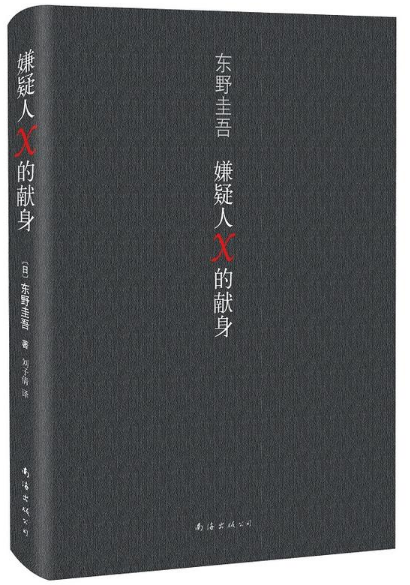 嫌疑人X的献身
〔日〕东野圭吾 著
刘子倩 译
南海出版公司
东野圭吾
嫌疑人X的献身
南海出版公司